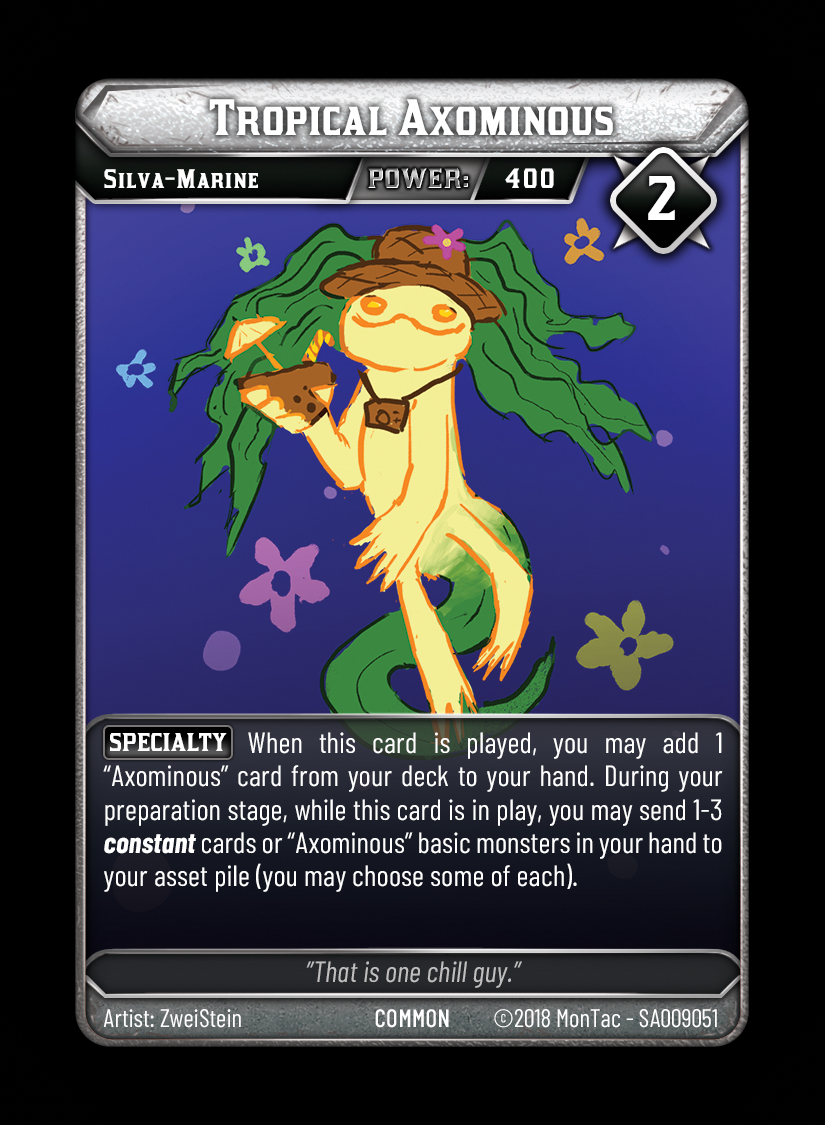 Tropical Axominous
Silva-Marine POWER: 400
2
SPECIALTY When this card is played, you may add 1
“Axominous” card from your deck to your hand. During your
preparation stage, while this card is in play, you may send 1-3
constant cards or “Axominous” basic monsters in your hand to
your asset pile (you may choose some of each).
“That is one chill guy.”
Artist: ZweiStein COMMON ©2018 MonTac - SA009051